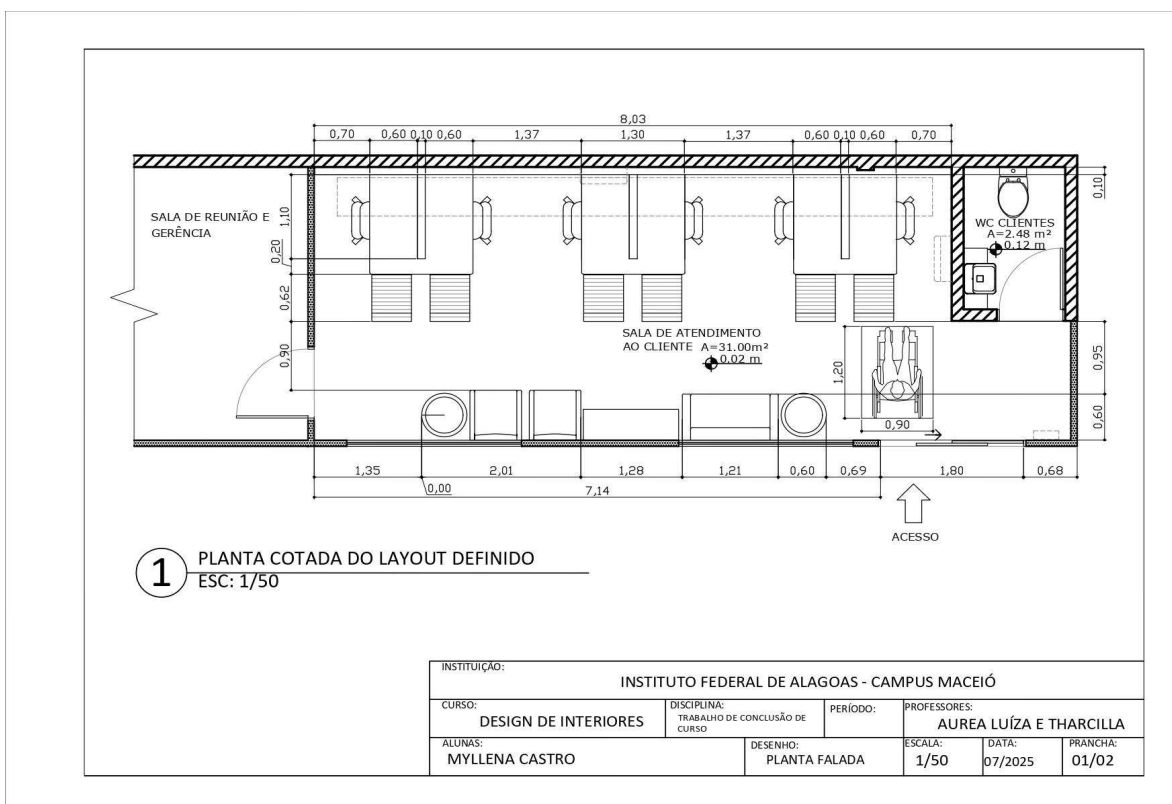 8,03
0,70 0,60 0,10 0,60 1,37 1,30 1,37 0,60 0,10 0,60 0,70
SALA DE REUNIÃO E
GERÊNCIA
1,10
0,20
0,62
0,90
0,10
WC CLIENTES
A=2.48 m²
0.12 m
SALA DE ATENDIMENTO
AO CLIENTE A=31.00m²
0.02 m
1,20
0,90
0,95
0,60
1,35 2,01 1,28 1,21 0,60 0,69 1,80 0,68
0,00
7,14
ACESSO
1 PLANTA COTADA DO LAYOUT DEFINIDO
ESC: 1/50
INSTITUIÇÃO:
INSTITUTO FEDERAL DE ALAGOAS - CAMPUS MACEIÓ
CURSO:
DESIGN DE INTERIORES
DISCIPLINA:
TRABALHO DE CONCLUSÃO DE
CURSO
PERÍODO:
PROFESSORES:
AUREA LUÍZA E THARCILLA
ALUNAS:
MYLLENA CASTRO
DESENHO:
PLANTA FALADA
ESCALA:
1/50
DATA:
07/2025
PRANCHA:
01/02